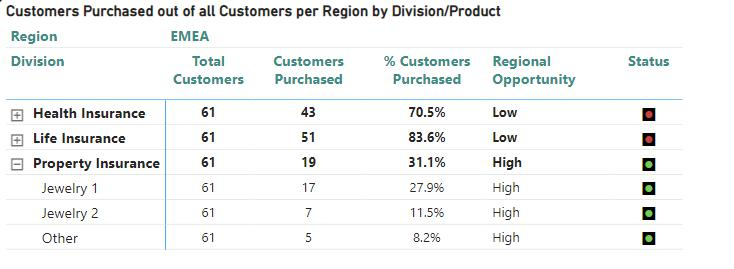 Customers Purchased out of all Customers per Region by Division/Product
Region EMEA
Division Total Customers Customers Purchased % Customers Purchased Regional Opportunity Status
Health Insurance 61 43 70.5% Low
Life Insurance 61 51 83.6% Low
Property Insurance 61 19 31.1% High
Jewelry 1 61 17 27.9% High
Jewelry 2 61 7 11.5% High
Other 61 5 8.2% High